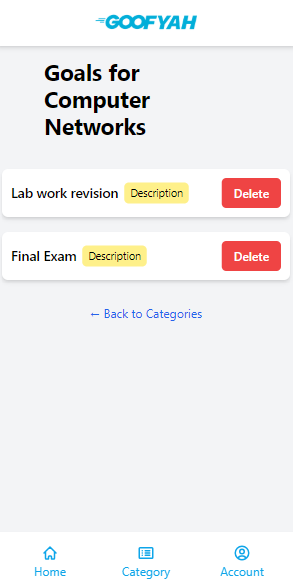 GOOFYAH
Goals for
Computer
Networks
Lab work revision Description Delete
Final Exam Description Delete
← Back to Categories
Home Category Account